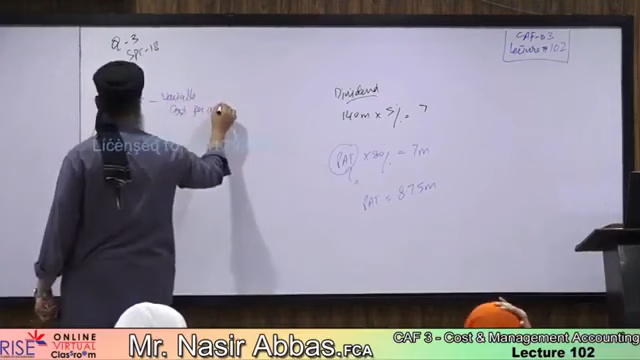 Q-3
Spr-18
CAF-03
Lecture # 102
Variable
Cost per
Dividend
140m x 5% = 7
PAT x 80% = 7m
PAT = 8.75m
Licensed to
RISE ONLINE VIRTUAL Classroom
Mr. Nasir Abbas.FCA
CAF 3 - Cost & Management Accounting
Lecture 102